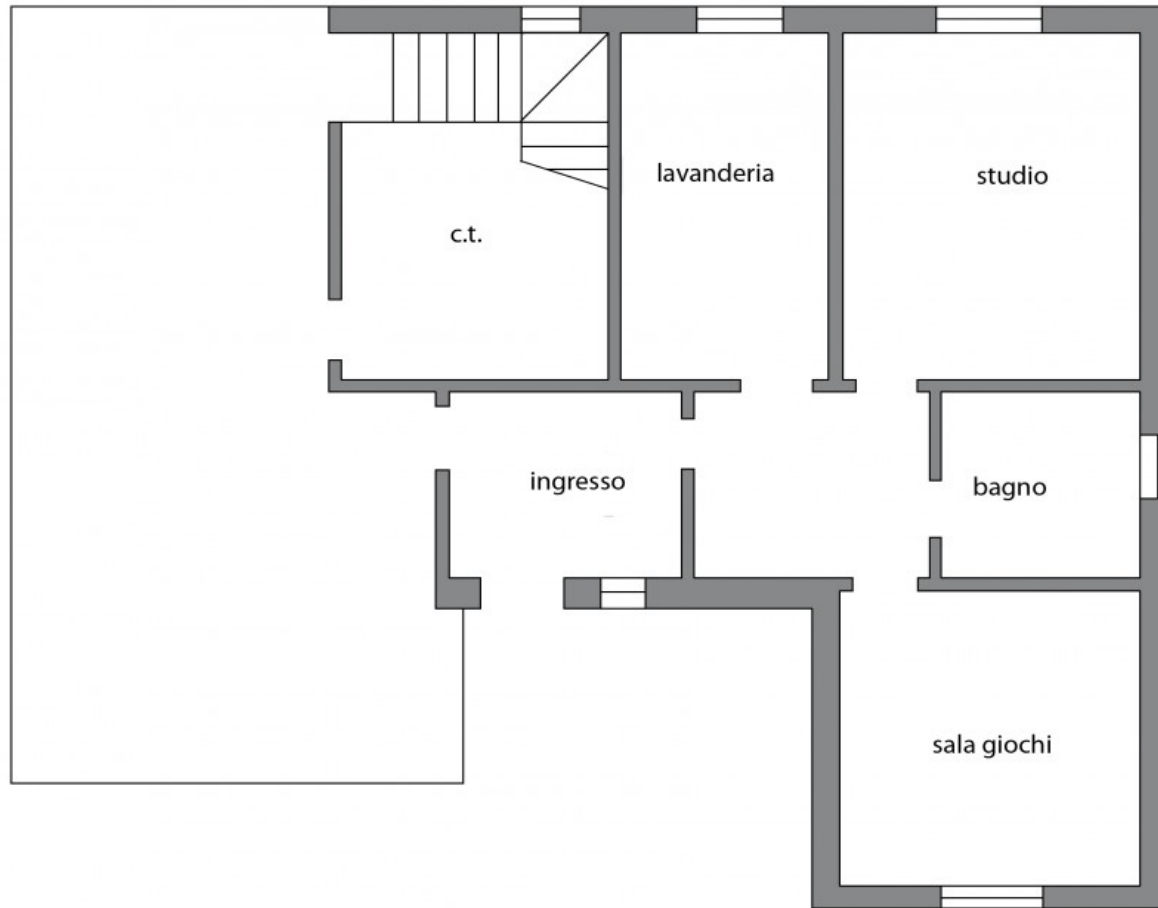 lavanderia
studio
c.t.
ingresso
bagno
sala giochi